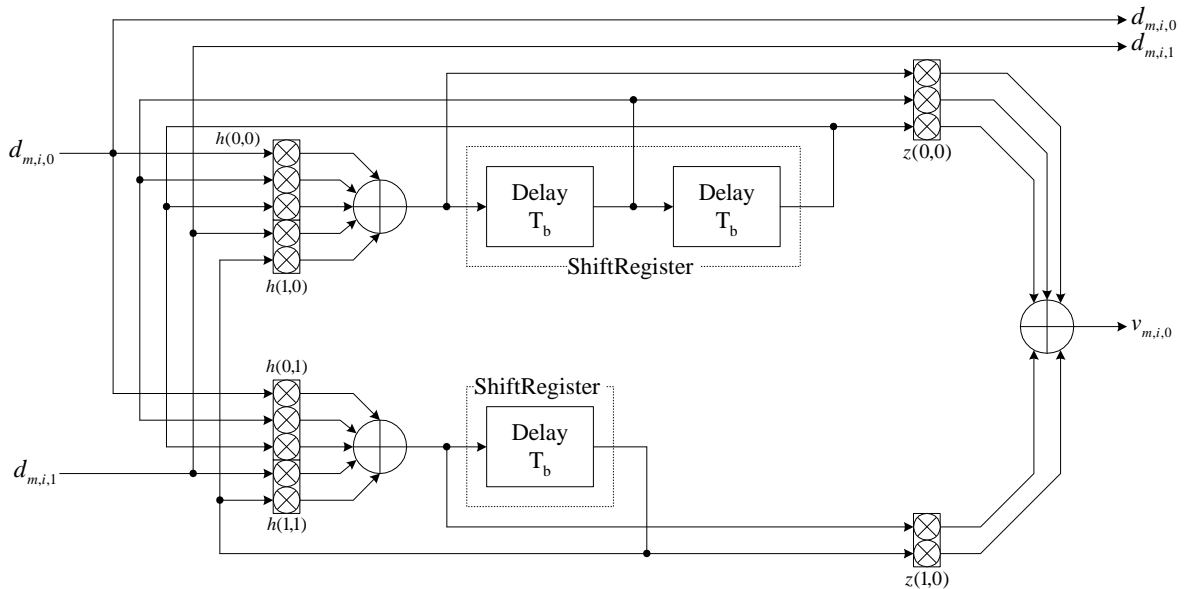 d_{m,i,0}
d_{m,i,1}
z(0,0)
h(0,0)
d_{m,i,0}
Delay
T_b
Delay
T_b
ShiftRegister
h(1,0)
v_{m,i,0}
h(0,1)
ShiftRegister
Delay
T_b
d_{m,i,1}
h(1,1)
z(1,0)